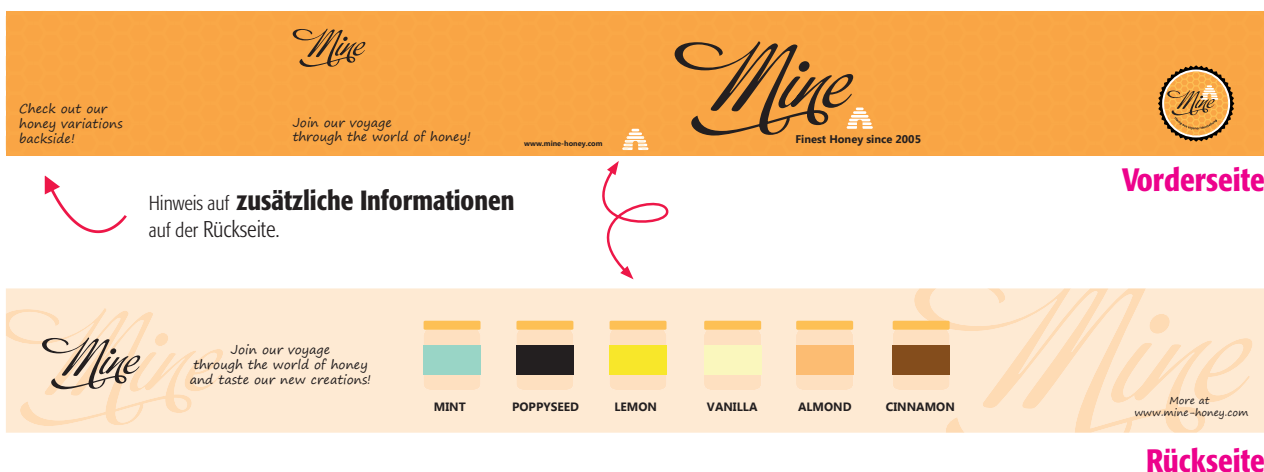 Mine
Check out our
honey variations
backside!
Join our voyage
through the world of honey!
www.mine-honey.com
Mine
Finest Honey since 2005
Mine
Vorderseite
Hinweis auf zusätzliche Informationen
auf der Rückseite.
Mine
Mine
Join our voyage
through the world of honey
and taste our new creations!
MINT
POPPYSEED
LEMON
VANILLA
ALMOND
CINNAMON
Mine
More at
www.mine-honey.com
Rückseite